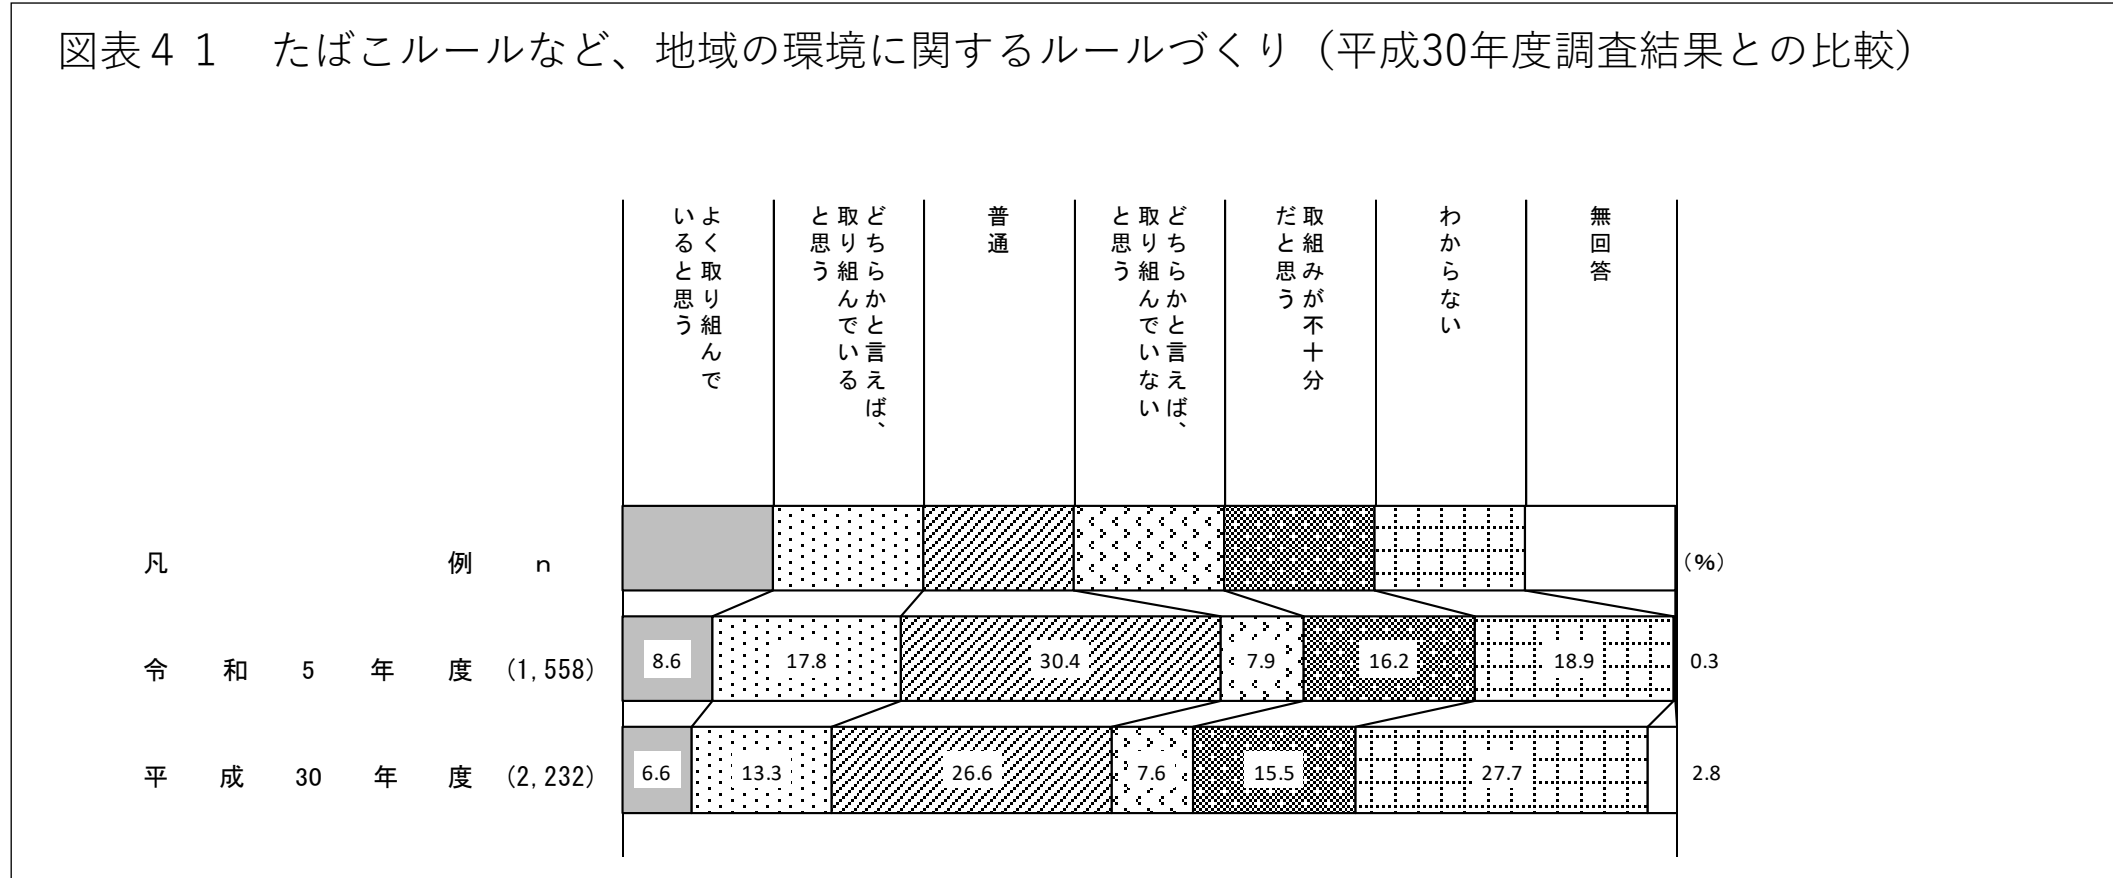 図表４１　たばこルールなど、地域の環境に関するルールづくり（平成30年度調査結果との比較）
よく取り組んで
いると思う
どちらかと言えば、
取り組んでいる
と思う
普通
どちらかと言えば、
取り組んでいない
と思う
取組みが不十分
だと思う
わからない
無回答
凡例 n
(%)
令和5年度 (1,558) 8.6 17.8 30.4 7.9 16.2 18.9 0.3
平成30年度 (2,232) 6.6 13.3 26.6 7.6 15.5 27.7 2.8